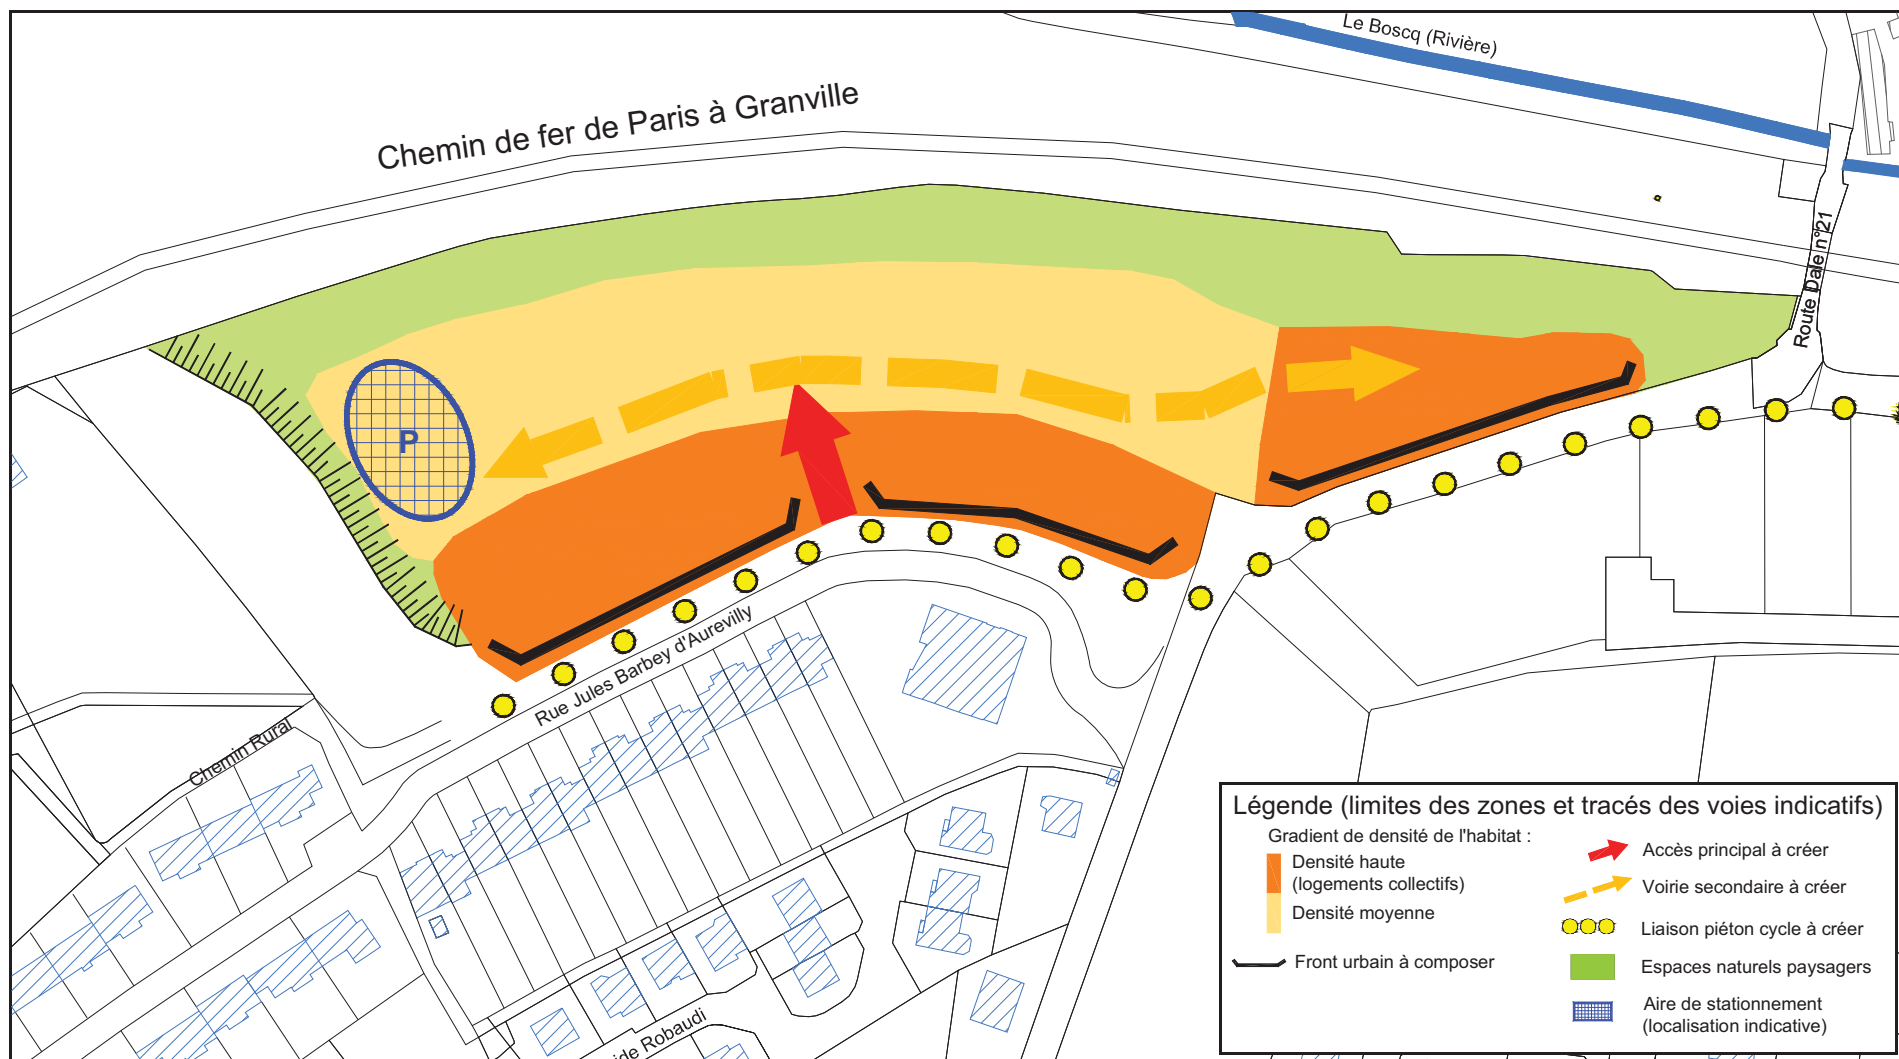 Le Boscq (Rivière)
Chemin de fer de Paris à Granville
Route Dale n°21
P
Rue Jules Barbey d'Aurevilly
Chemin Rural
ide Robaudi
Légende (limites des zones et tracés des voies indicatifs)
Gradient de densité de l'habitat :
Densité haute
(logements collectifs)
Densité moyenne
Front urbain à composer
Accès principal à créer
Voirie secondaire à créer
Liaison piéton cycle à créer
Espaces naturels paysagers
Aire de stationnement
(localisation indicative)